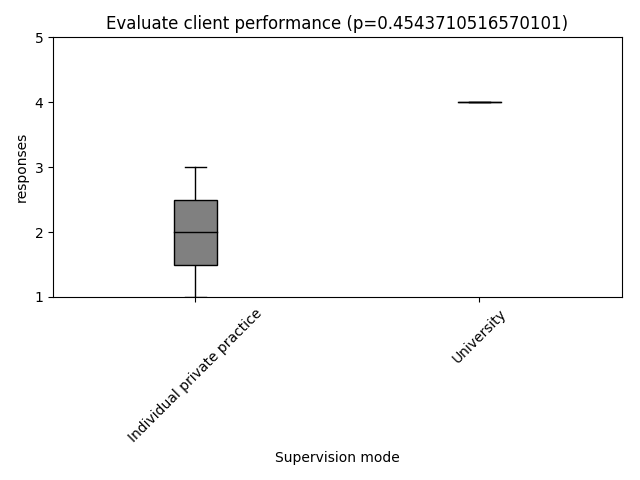 Evaluate client performance (p=0.4543710516570101)
5
4
3
2
1
responses
Individual private practice
University
Supervision mode